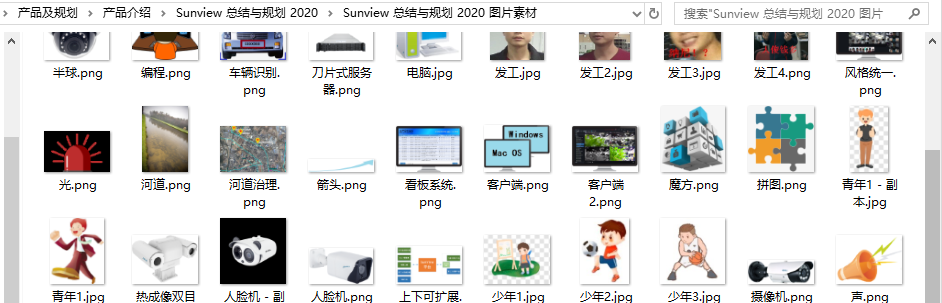 产品及规划 > 产品介绍 > Sunview 总结与规划 2020 > Sunview 总结与规划 2020 图片素材
搜索"Sunview 总结与规划 2020 图片
半球.png
编程.png
车辆识别.
png
刀片式服务
器.png
电脑.jpg
发工.jpg
发工2.jpg
发工3.jpg
发工4.png
风格统一.
png
Windows
Mac OS
光.png
河道.png
河道治理.
png
箭头.png
看板系统.
png
客户端.png
客户端
2.png
魔方.png
拼图.png
青年1 - 副
本.jpg
青年1.jpg
热成像双目
人脸机 - 副
人脸机.png
上下可扩展.
少年1.jpg
少年2.jpg
少年3.jpg
摄像机.png
声.png